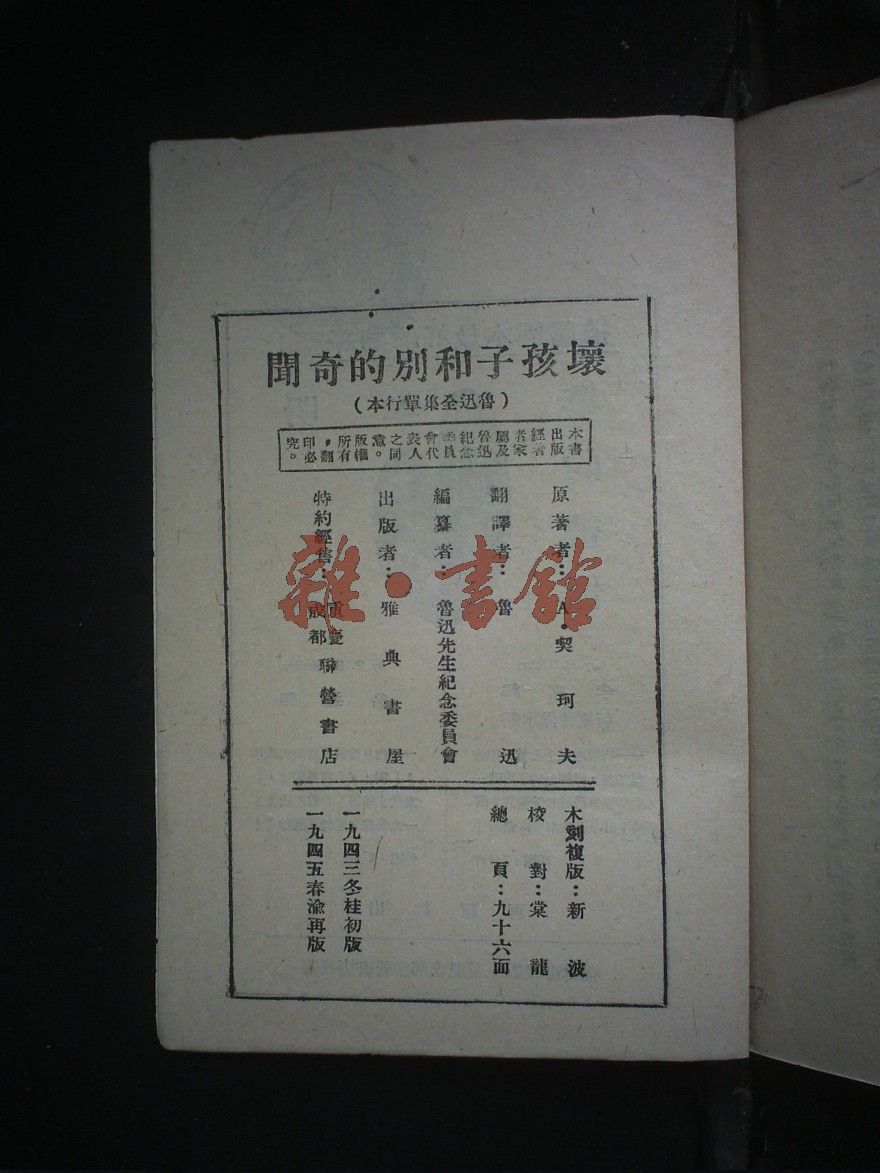 壞孩子和別的奇聞
(魯迅全集單行本)
本書
出版
經著
者家
屬及
魯迅
紀念
委員
會代
表人
之同
意。
版權
所有
,翻
印必
究。
原著者:A·契珂夫
翻譯者:魯迅
編纂者:魯迅先生紀念委員會
出版者:雅典書屋
特約經售:重慶成都聯營書店
木刻複版:新波
校對:棠龍
總頁:九十六面
一九四三冬桂初版
一九四五春渝再版
雜·書館